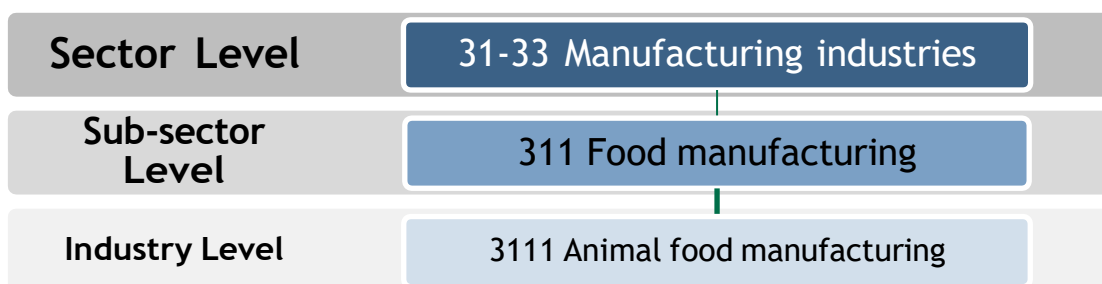 Sector Level
31-33 Manufacturing industries
Sub-sector
Level
311 Food manufacturing
Industry Level
3111 Animal food manufacturing